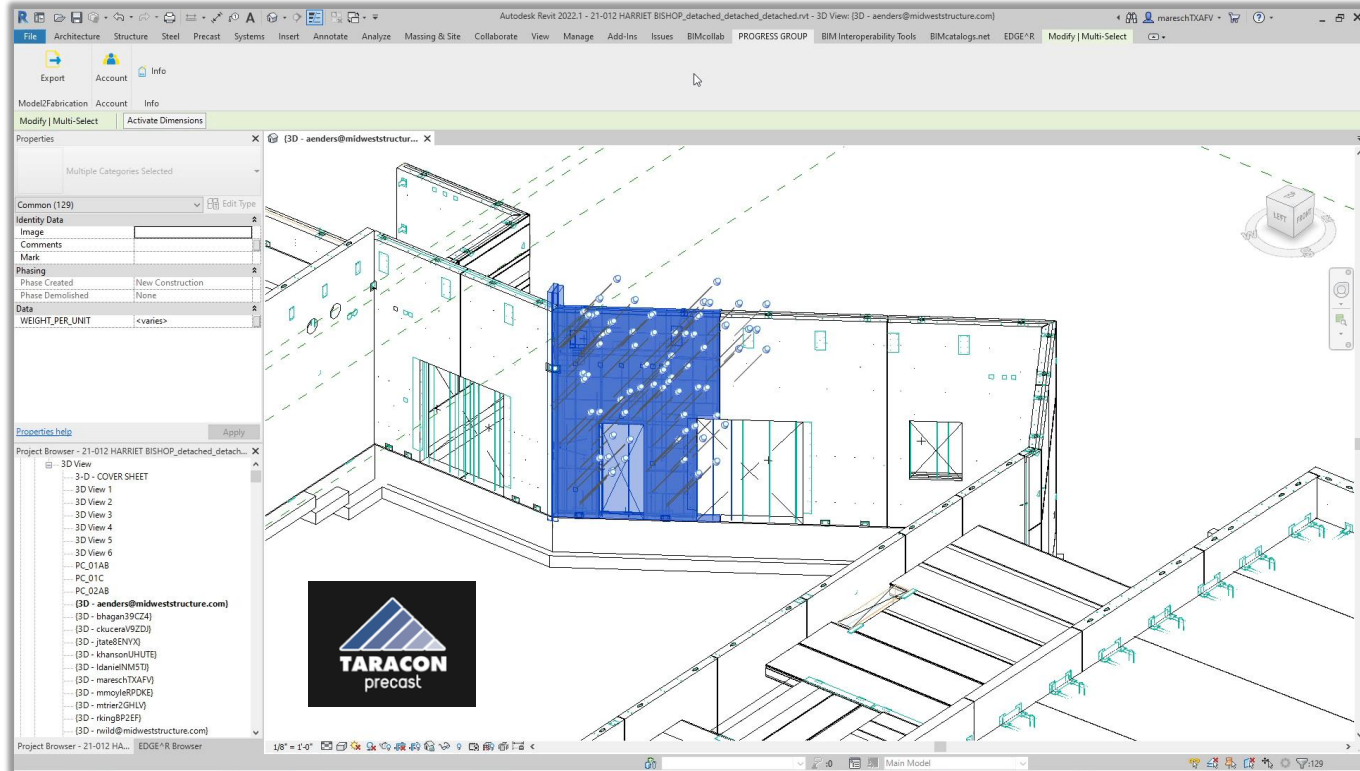 Autodesk Revit 2022.1 - 21-012 HARRIET BISHOP_detached_detached_detached.rvt - 3D View: {3D - aenders@midweststructure.com}
mareschTXAFV
File Architecture Structure Steel Precast Systems Insert Annotate Analyze Massing & Site Collaborate View Manage Add-Ins Issues BIMcollab PROGRESS GROUP BIM Interoperability Tools BIMcatalogs.net EDGE^R Modify | Multi-Select
Export Account Info
Model2Fabrication Account Info
Modify | Multi-Select Activate Dimensions
Properties
{3D - aenders@midweststructur...
Multiple Categories Selected
Common (129) Edit Type
Identity Data
Image
Comments
Mark
Phasing
Phase Created New Construction
Phase Demolished None
Data
WEIGHT_PER_UNIT <varies>
Properties help Apply
LEFT FRONT
Project Browser - 21-012 HARRIET BISHOP_detached_detach...
3D View
3-D - COVER SHEET
3D View 1
3D View 2
3D View 3
3D View 4
3D View 5
3D View 6
PC_01AB
PC_01C
PC_02AB
{3D - aenders@midweststructure.com}
{3D - bhagan39CZ4}
{3D - ckuceraV9ZDJ}
{3D - jtate8ENYX}
{3D - khansonUHUTE}
{3D - ldanielNM5TJ}
{3D - mareschTXAFV}
{3D - mmoyleRPDKE}
{3D - mtrier2GHLV}
{3D - rkingBP2EF}
{3D - rwild@midweststructure.com}
TARACON
precast
Project Browser - 21-012 HA... EDGE^R Browser
1/8" = 1'-0"
:0 Main Model :129